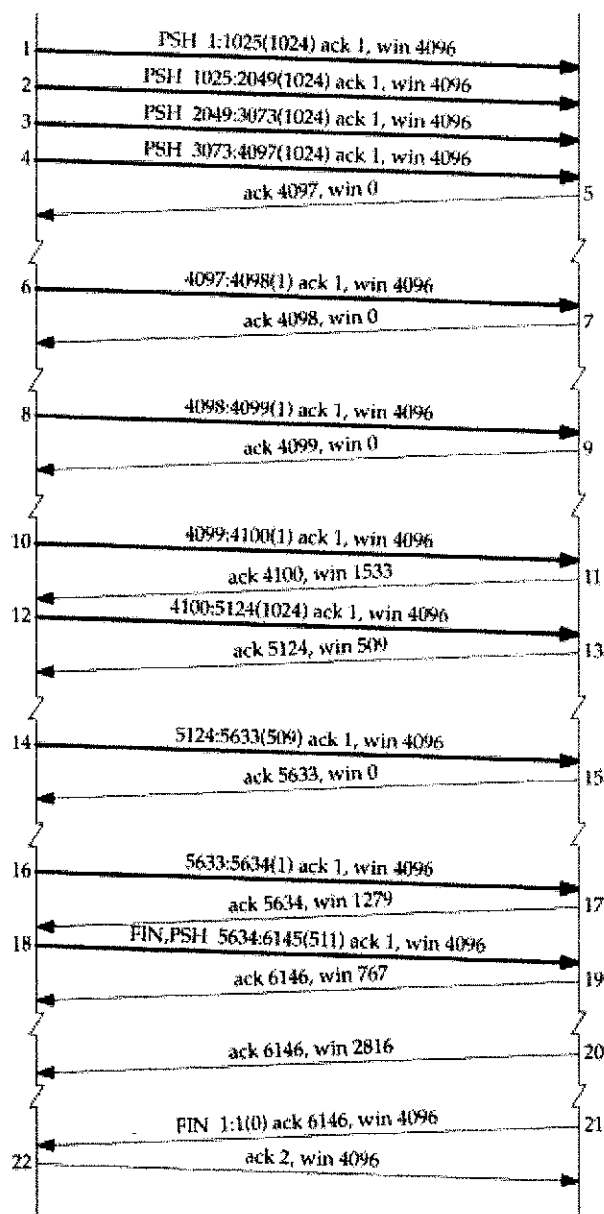 PSH 1:1025(1024) ack 1, win 4096
1
PSH 1025:2049(1024) ack 1, win 4096
2
PSH 2049:3073(1024) ack 1, win 4096
3
PSH 3073:4097(1024) ack 1, win 4096
4
ack 4097, win 0
5
4097:4098(1) ack 1, win 4096
6
ack 4098, win 0
7
4098:4099(1) ack 1, win 4096
8
ack 4099, win 0
9
4099:4100(1) ack 1, win 4096
10
ack 4100, win 1533
11
4100:5124(1024) ack 1, win 4096
12
ack 5124, win 509
13
5124:5633(509) ack 1, win 4096
14
ack 5633, win 0
15
5633:5634(1) ack 1, win 4096
16
ack 5634, win 1279
17
FIN,PSH 5634:6145(511) ack 1, win 4096
18
ack 6146, win 767
19
ack 6146, win 2816
20
FIN 1:1(0) ack 6146, win 4096
21
ack 2, win 4096
22